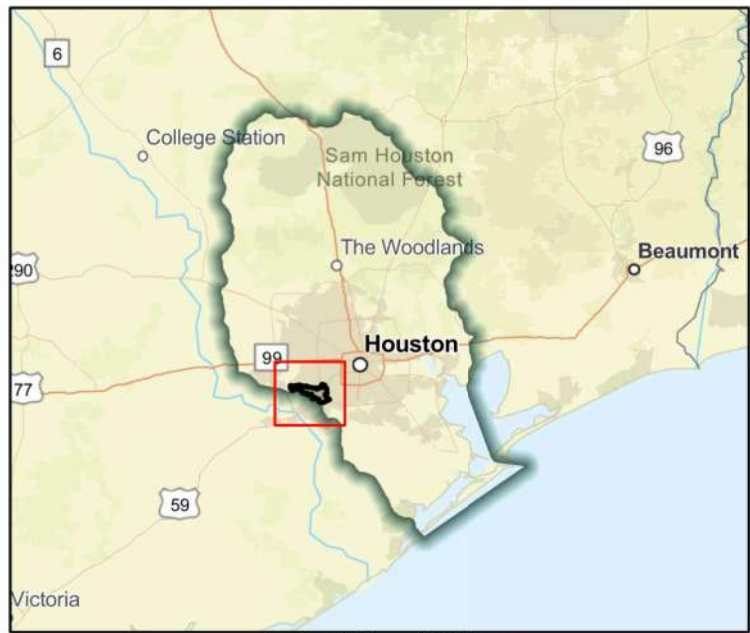 6
College Station
Sam Houston
National Forest
96
The Woodlands
Beaumont
290
Houston
99
77
59
Victoria